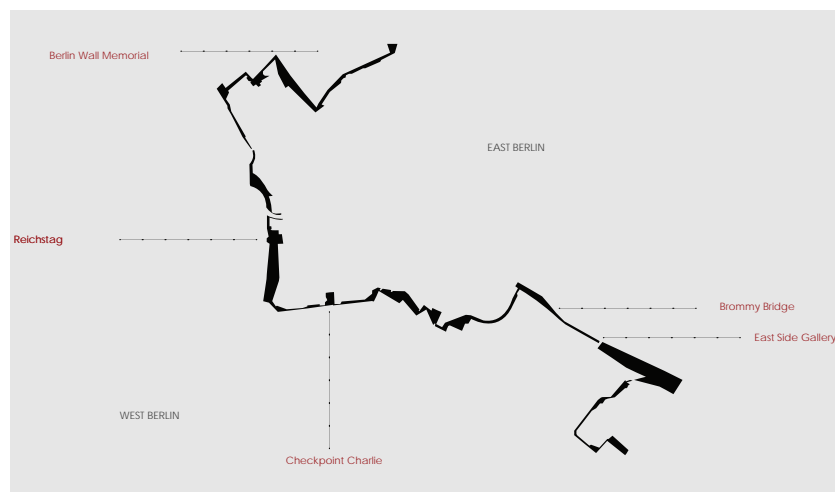 Berlin Wall Memorial
EAST BERLIN
Reichstag
Brommy Bridge
East Side Gallery
WEST BERLIN
Checkpoint Charlie